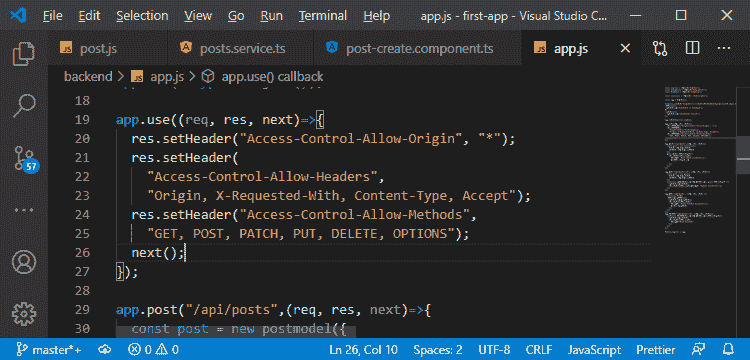 File Edit Selection View Go Run Terminal Help app.js - first-app - Visual Studio C...
JS post.js posts.service.ts post-create.component.ts JS app.js
backend > JS app.js > app.use() callback
18
19 app.use((req, res, next)=>{
20 res.setHeader("Access-Control-Allow-Origin", "*");
21 res.setHeader(
22 "Access-Control-Allow-Headers",
23 "Origin, X-Requested-With, Content-Type, Accept");
24 res.setHeader("Access-Control-Allow-Methods",
25 "GET, POST, PATCH, PUT, DELETE, OPTIONS");
26 next();
27 });
28
29 app.post("/api/posts",(req, res, next)=>{
30 const post = new postmodel({
57
master*+ 0 0 Ln 26, Col 10 Spaces: 2 UTF-8 CRLF JavaScript Prettier